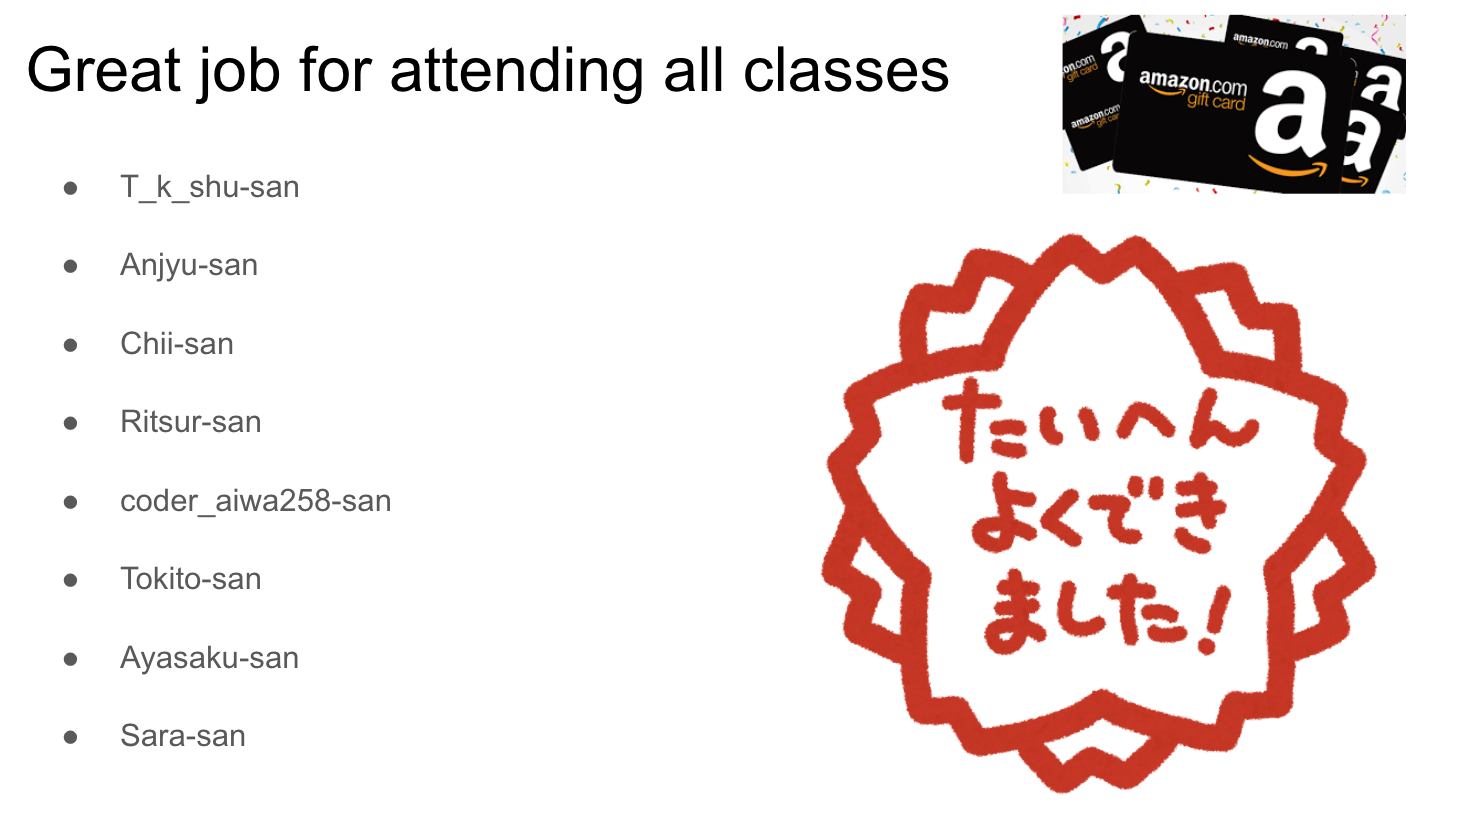 Great job for attending all classes
amazon.com
gift card
amazon.com
gift card
amazon.com
gift card
amazon.com
● T_k_shu-san
● Anjyu-san
● Chii-san
● Ritsur-san
● coder_aiwa258-san
● Tokito-san
● Ayasaku-san
● Sara-san
たいへん
よくでき
ました!